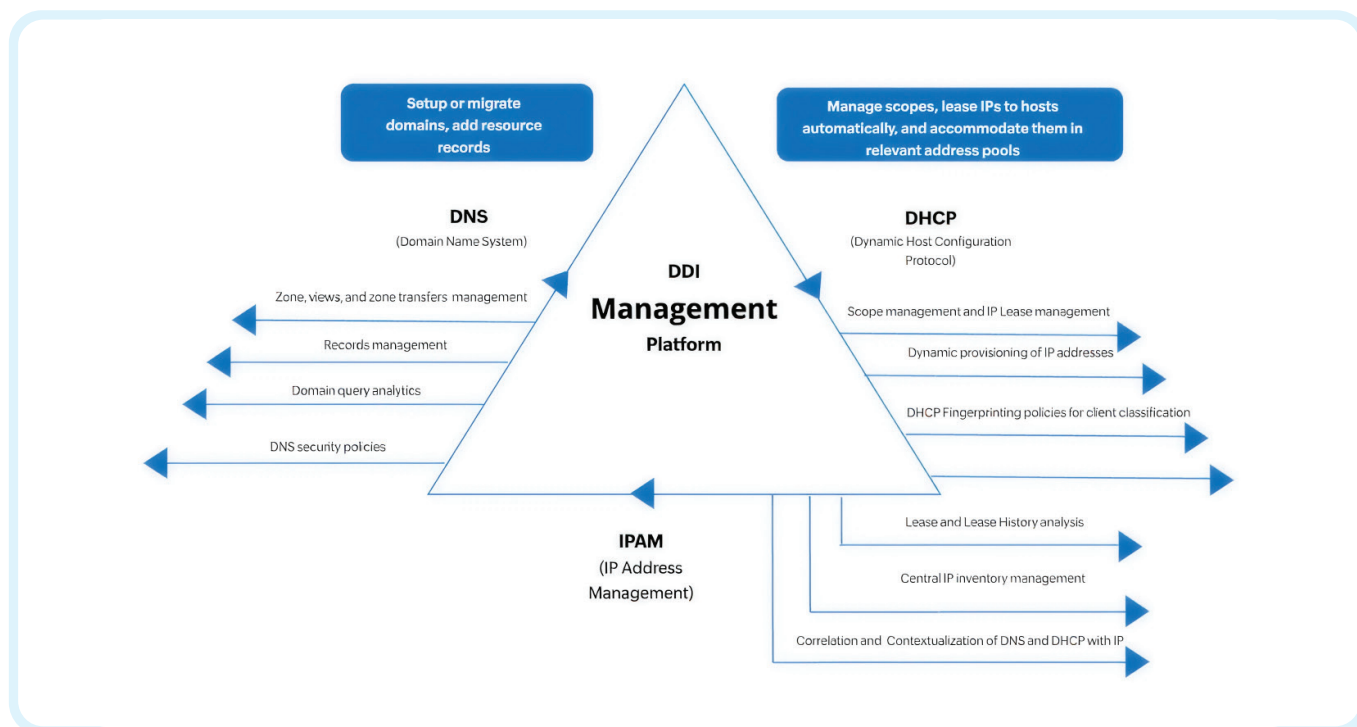 Setup or migrate
domains, add resource
records
Manage scopes, lease IPs to hosts
automatically, and accommodate them in
relevant address pools
DNS
(Domain Name System)
DHCP
(Dynamic Host Configuration
Protocol)
DDI
Management
Platform
Zone, views, and zone transfers management
Records management
Domain query analytics
DNS security policies
Scope management and IP Lease management
Dynamic provisioning of IP addresses
DHCP Fingerprinting policies for client classification
IPAM
(IP Address
Management)
Lease and Lease History analysis
Central IP inventory management
Correlation and Contextualization of DNS and DHCP with IP